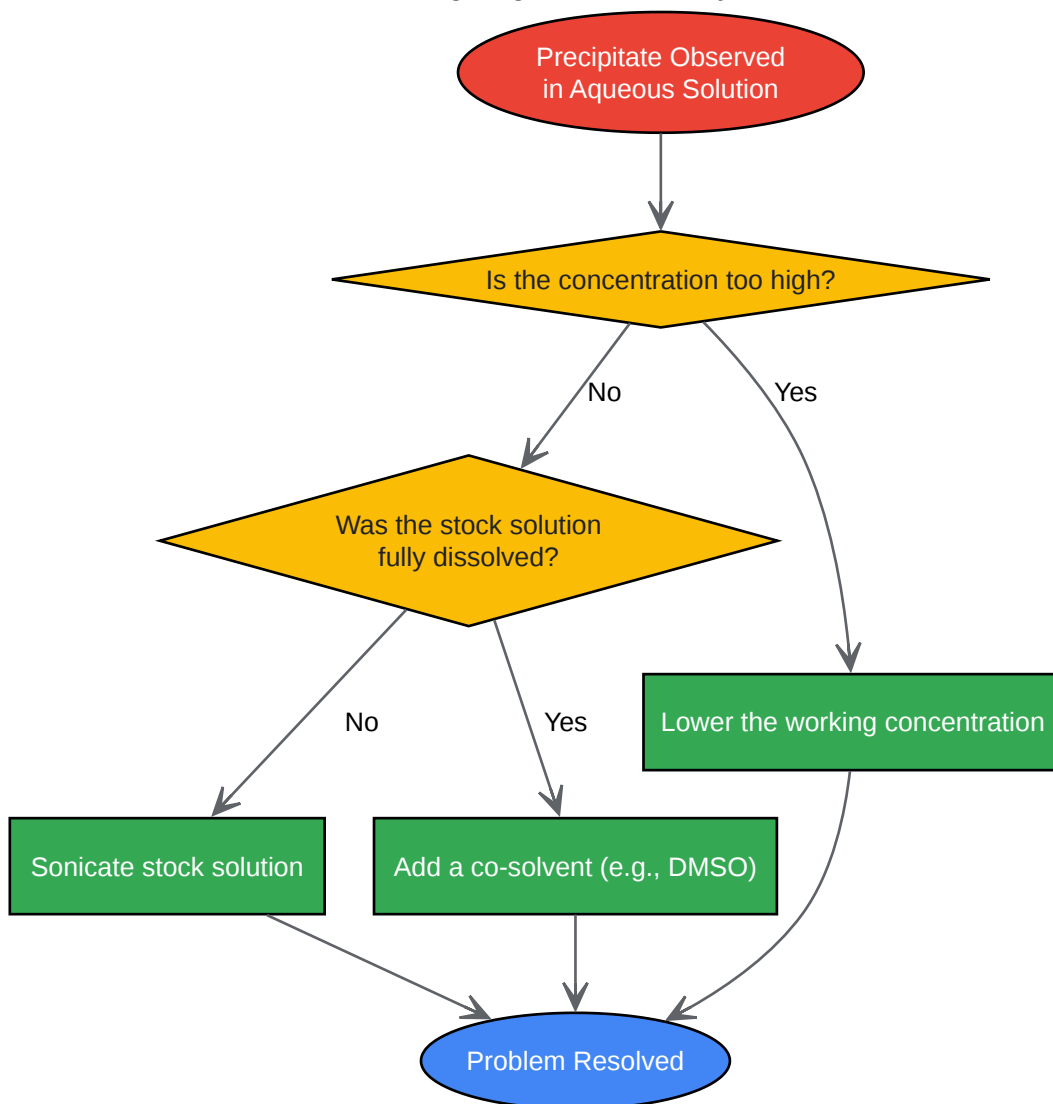 Precipitate Observed
in Aqueous Solution
Is the concentration too high?
No
Yes
Was the stock solution
fully dissolved?
No
Yes
Lower the working concentration
Sonicate stock solution
Add a co-solvent (e.g., DMSO)
Problem Resolved